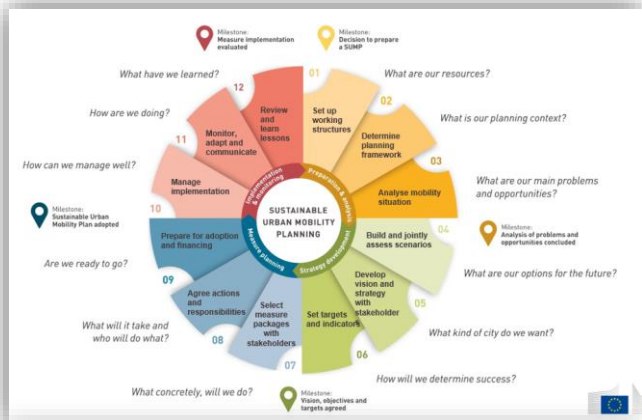 Milestone:
Measure implementation
evaluated
Milestone:
Decision to prepare
a SUMP
What have we learned?
12
Review
and
learn
lessons
01
Set up
working
structures
What are our resources?
How are we doing?
11
Monitor,
adapt and
communicate
02
Determine
planning
framework
What is our planning context?
How can we manage well?
10
Manage
implementation
03
Analyse mobility
situation
What are our main problems
and opportunities?
Milestone:
Sustainable Urban
Mobility Plan adopted
Milestone:
Analysis of problems and
opportunities concluded
Implementation
& monitoring
Preparation & analysis
Measure planning
Strategy development
SUSTAINABLE
URBAN MOBILITY
PLANNING
Are we ready to go?
09
Prepare for adoption
and financing
04
Build and jointly
assess scenarios
What are our options for the future?
What will it take and
who will do what?
08
Agree actions
and
responsibilities
05
Develop
vision and
strategy
with
stakeholder
What kind of city do we want?
What concretely, will we do?
07
Select
measure
packages
with
stakeholders
06
Set targets
and indicators
How will we determine success?
Milestone:
Vision, objectives and
targets agreed